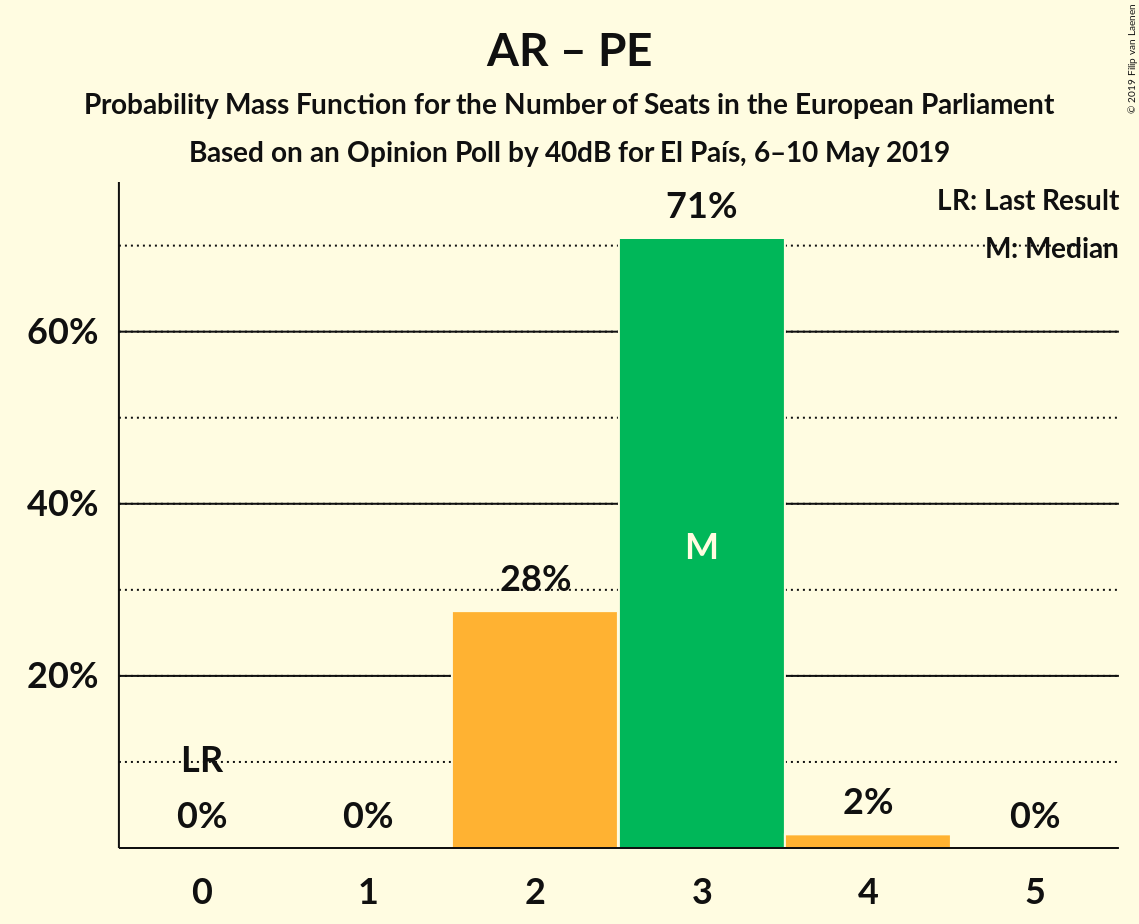 AR – PE
Probability Mass Function for the Number of Seats in the European Parliament
Based on an Opinion Poll by 40dB for El País, 6–10 May 2019
© 2019 Filip van Laenen
LR: Last Result
M: Median
71%
60%
M
40%
28%
20%
LR
0%
0%
2%
0%
0 1 2 3 4 5